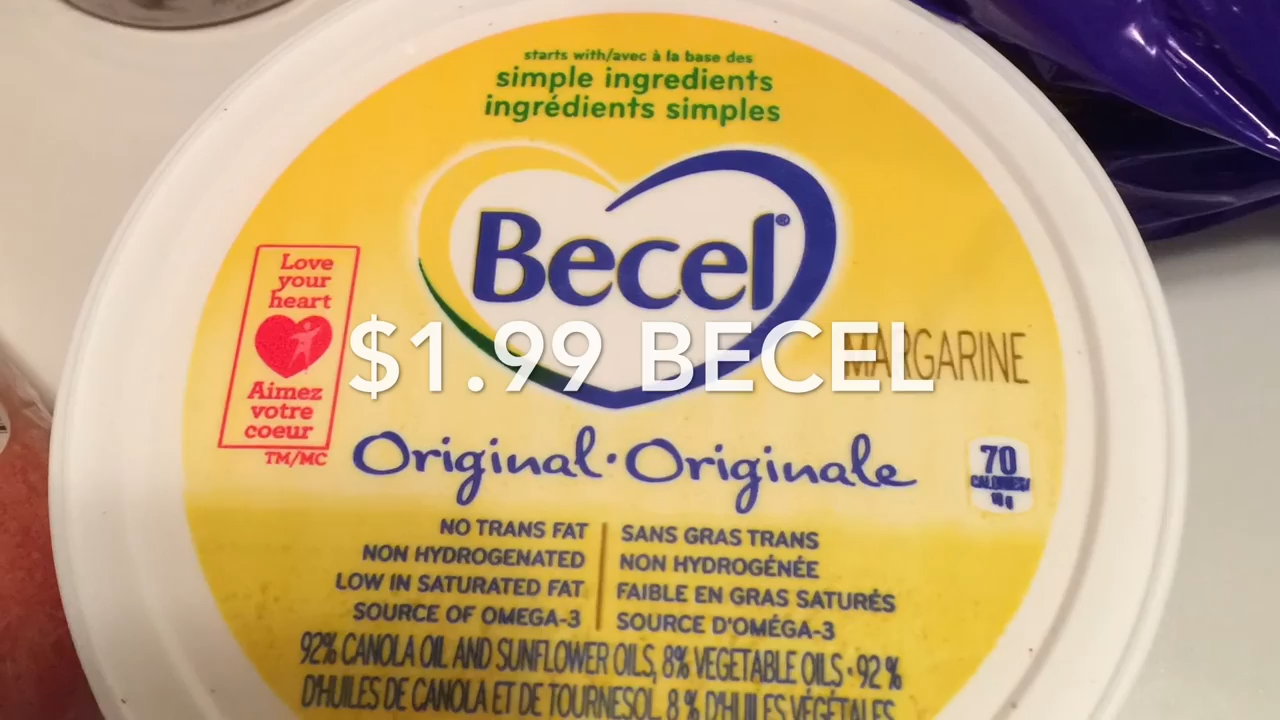 starts with/avec à la base des
simple ingredients
ingrédients simples
Becel®
Love
your
heart
Aimez
votre
coeur
TM/MC
$1.99 BECEL
MARGARINE
Original·Originale
70
CALORIES/
10 g
NO TRANS FAT
NON HYDROGENATED
LOW IN SATURATED FAT
SOURCE OF OMEGA-3
SANS GRAS TRANS
NON HYDROGÉNÉE
FAIBLE EN GRAS SATURÉS
SOURCE D'OMÉGA-3
92% CANOLA OIL AND SUNFLOWER OILS, 8% VEGETABLE OILS · 92 %
D'HUILES DE CANOLA ET DE TOURNESOL, 8 % D'HUILES VÉGÉTALES